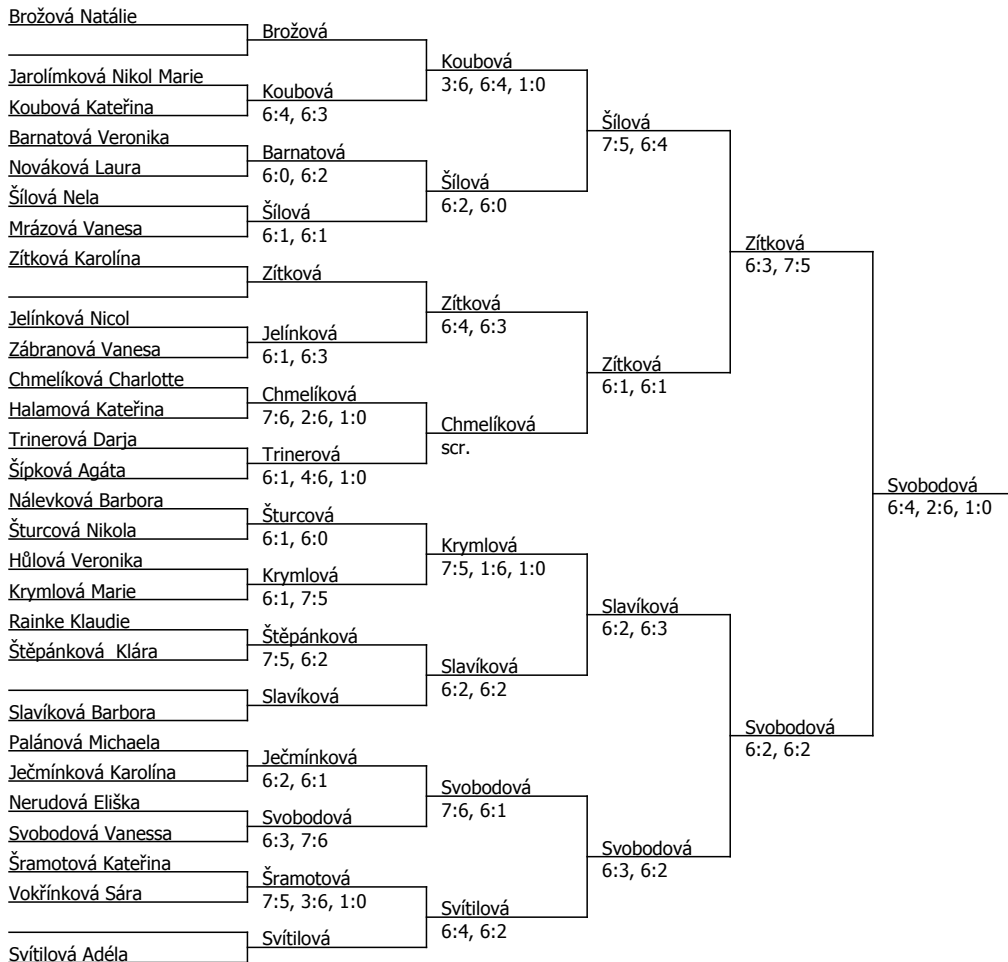 Brožová Natálie
Jarolímková Nikol Marie
Koubová Kateřina
Barnatová Veronika
Nováková Laura
Šílová Nela
Mrázová Vanesa
Zítková Karolína
Jelínková Nicol
Zábranová Vanesa
Chmelíková Charlotte
Halamová Kateřina
Trinerová Darja
Šípková Agáta
Nálevková Barbora
Šturcová Nikola
Hůlová Veronika
Krymlová Marie
Rainke Klaudie
Štěpánková  Klára
Slavíková Barbora
Palánová Michaela
Ječmínková Karolína
Nerudová Eliška
Svobodová Vanessa
Šramotová Kateřina
Vokřínková Sára
Svítilová Adéla
Brožová
Koubová
6:4, 6:3
Barnatová
6:0, 6:2
Šílová
6:1, 6:1
Zítková
Jelínková
6:1, 6:3
Chmelíková
7:6, 2:6, 1:0
Trinerová
6:1, 4:6, 1:0
Šturcová
6:1, 6:0
Krymlová
6:1, 7:5
Štěpánková
7:5, 6:2
Slavíková
Ječmínková
6:2, 6:1
Svobodová
6:3, 7:6
Šramotová
7:5, 3:6, 1:0
Svítilová
Koubová
3:6, 6:4, 1:0
Šílová
6:2, 6:0
Zítková
6:4, 6:3
Chmelíková
scr.
Krymlová
7:5, 1:6, 1:0
Slavíková
6:2, 6:2
Svobodová
7:6, 6:1
Svítilová
6:4, 6:2
Šílová
7:5, 6:4
Zítková
6:1, 6:1
Slavíková
6:2, 6:3
Svobodová
6:3, 6:2
Zítková
6:3, 7:5
Svobodová
6:2, 6:2
Svobodová
6:4, 2:6, 1:0